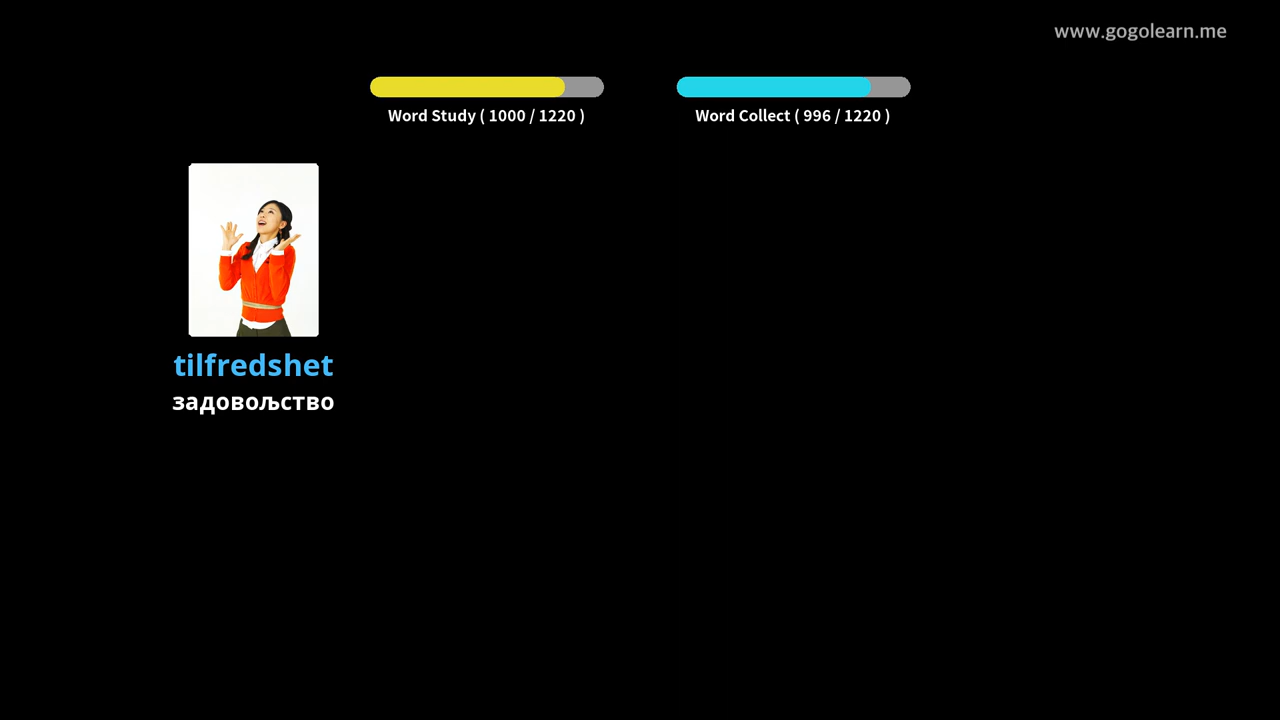 www.gogolearn.me
Word Study ( 1000 / 1220 )
Word Collect ( 996 / 1220 )
tilfredshet
задовољство